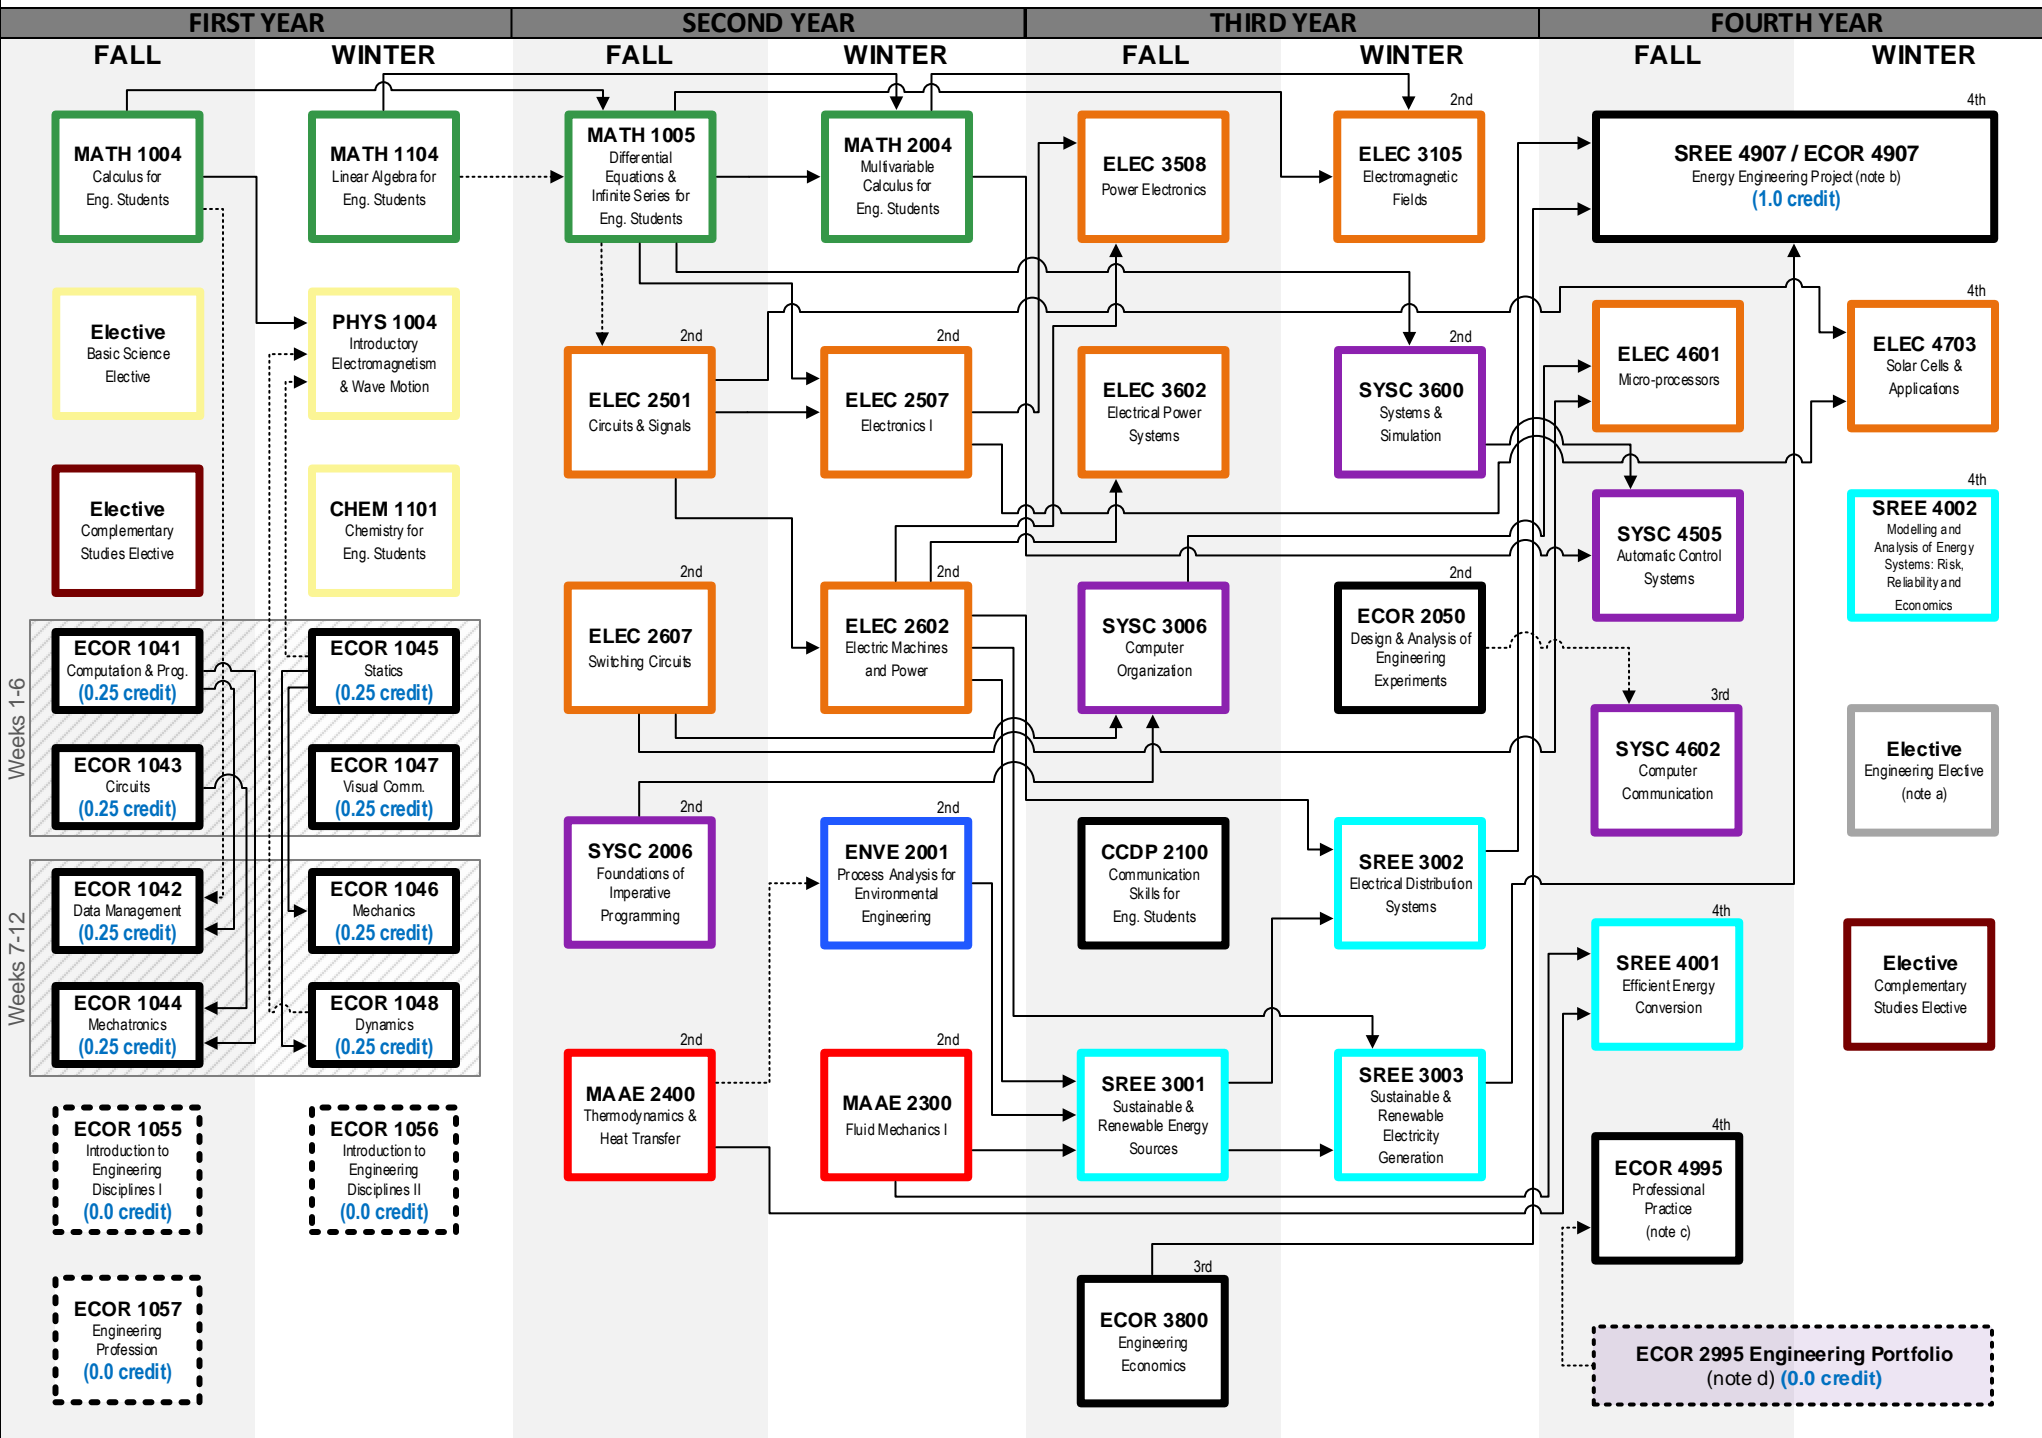 FIRST YEAR
SECOND YEAR
THIRD YEAR
FOURTH YEAR
FALL
WINTER
FALL
WINTER
FALL
WINTER
FALL
WINTER
MATH 1004
Calculus for
Eng. Students
Elective
Basic Science
Elective
Elective
Complementary
Studies Elective
Weeks 1-6
ECOR 1041
Computation & Prog.
(0.25 credit)
ECOR 1043
Circuits
(0.25 credit)
Weeks 7-12
ECOR 1042
Data Management
(0.25 credit)
ECOR 1044
Mechatronics
(0.25 credit)
ECOR 1055
Introduction to
Engineering
Disciplines I
(0.0 credit)
ECOR 1057
Engineering
Profession
(0.0 credit)
MATH 1104
Linear Algebra for
Eng. Students
PHYS 1004
Introductory
Electromagnetism
& Wave Motion
CHEM 1101
Chemistry for
Eng. Students
ECOR 1045
Statics
(0.25 credit)
ECOR 1047
Visual Comm.
(0.25 credit)
ECOR 1046
Mechanics
(0.25 credit)
ECOR 1048
Dynamics
(0.25 credit)
ECOR 1056
Introduction to
Engineering
Disciplines II
(0.0 credit)
MATH 1005
Differential
Equations &
Infinite Series for
Eng. Students
2nd
ELEC 2501
Circuits & Signals
2nd
ELEC 2607
Switching Circuits
2nd
SYSC 2006
Foundations of
Imperative
Programming
2nd
MAAE 2400
Thermodynamics &
Heat Transfer
MATH 2004
Multivariable
Calculus for
Eng. Students
2nd
ELEC 2507
Electronics I
2nd
ELEC 2602
Electric Machines
and Power
2nd
ENVE 2001
Process Analysis for
Environmental
Engineering
2nd
MAAE 2300
Fluid Mechanics I
ELEC 3508
Power Electronics
ELEC 3602
Electrical Power
Systems
SYSC 3006
Computer
Organization
CCDP 2100
Communication
Skills for
Eng. Students
SREE 3001
Sustainable &
Renewable Energy
Sources
3rd
ECOR 3800
Engineering
Economics
2nd
ELEC 3105
Electromagnetic
Fields
2nd
SYSC 3600
Systems &
Simulation
2nd
ECOR 2050
Design & Analysis of
Engineering
Experiments
SREE 3002
Electrical Distribution
Systems
SREE 3003
Sustainable &
Renewable
Electricity
Generation
4th
SREE 4907 / ECOR 4907
Energy Engineering Project (note b)
(1.0 credit)
ELEC 4601
Micro-processors
SYSC 4505
Automatic Control
Systems
3rd
SYSC 4602
Computer
Communication
4th
SREE 4001
Efficient Energy
Conversion
4th
ECOR 4995
Professional
Practice
(note c)
4th
ELEC 4703
Solar Cells &
Applications
4th
SREE 4002
Modelling and
Analysis of Energy
Systems: Risk,
Reliability and
Economics
Elective
Engineering Elective
(note a)
Elective
Complementary
Studies Elective
ECOR 2995 Engineering Portfolio
(note d) (0.0 credit)